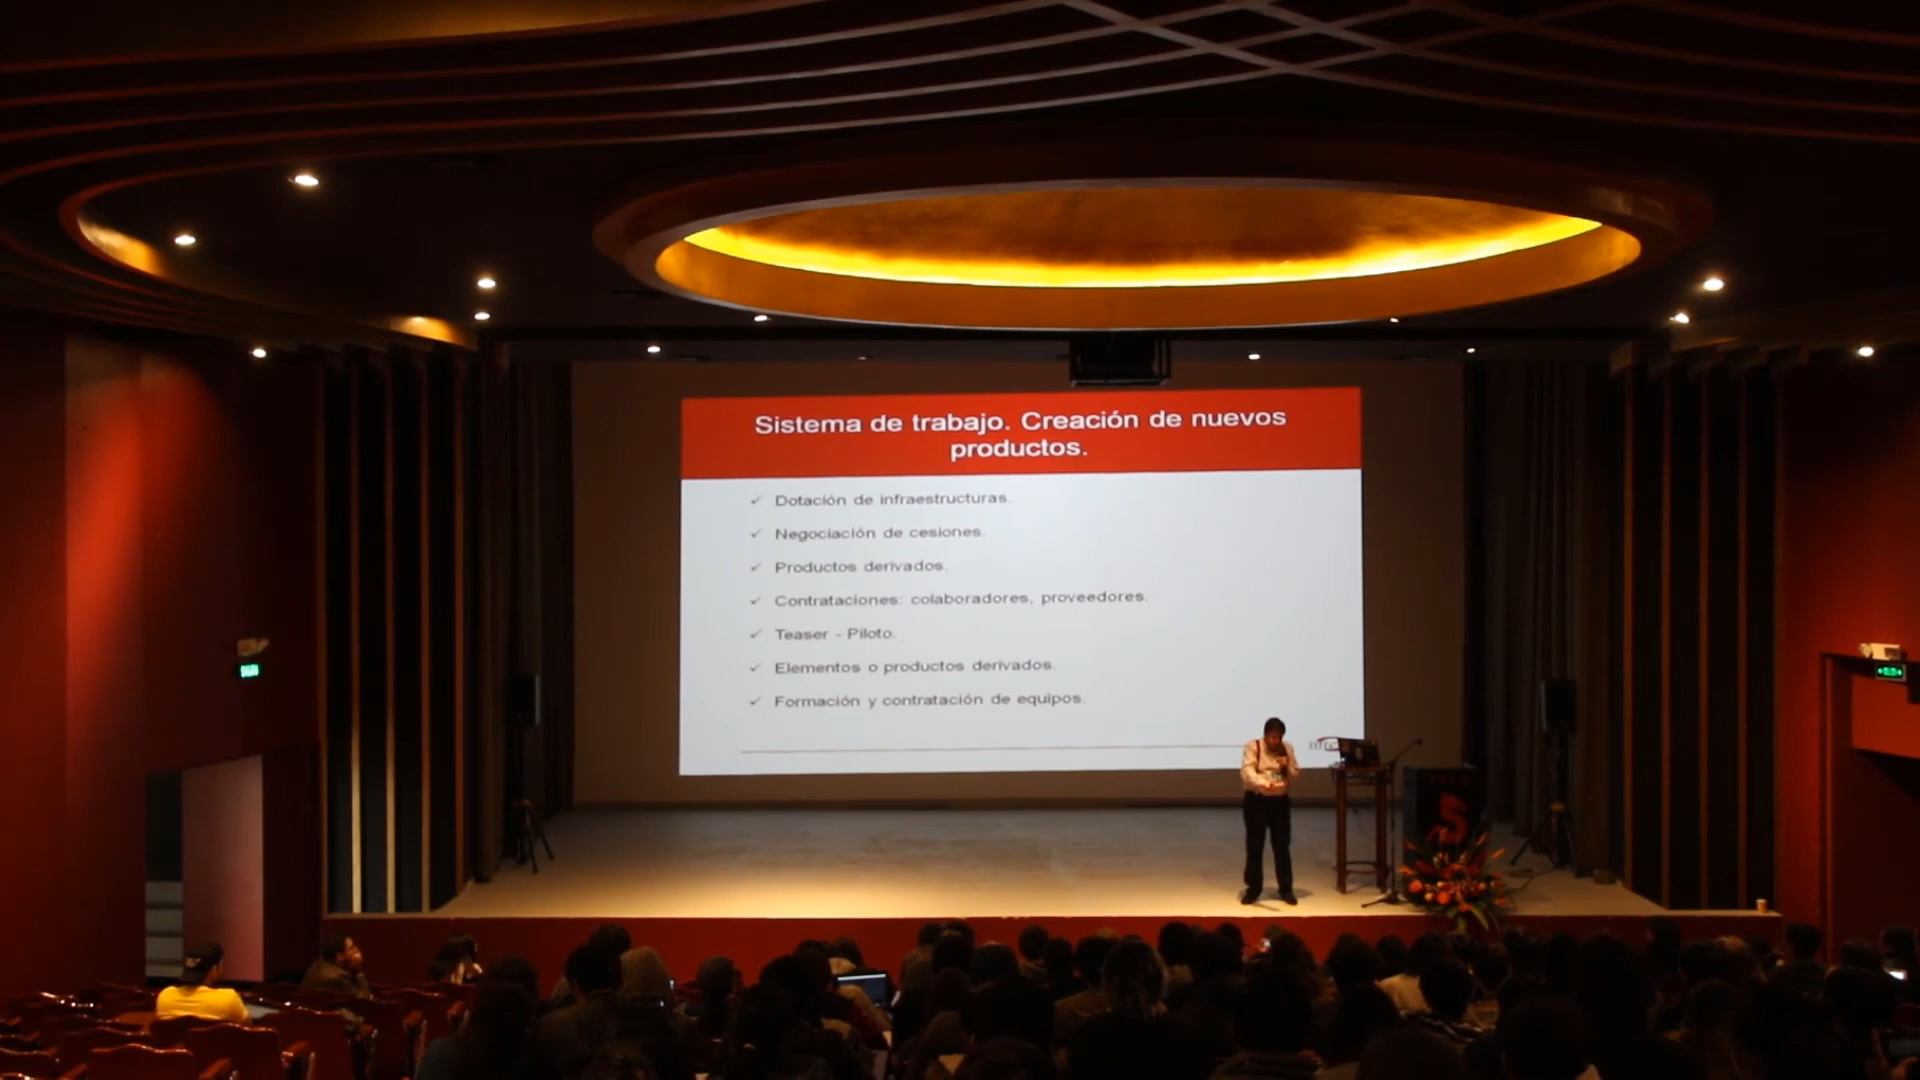 Sistema de trabajo. Creación de nuevos
productos.
✓ Dotación de infraestructuras.
✓ Negociación de cesiones.
✓ Productos derivados.
✓ Contrataciones: colaboradores, proveedores.
✓ Teaser - Piloto.
✓ Elementos o productos derivados.
✓ Formación y contratación de equipos.